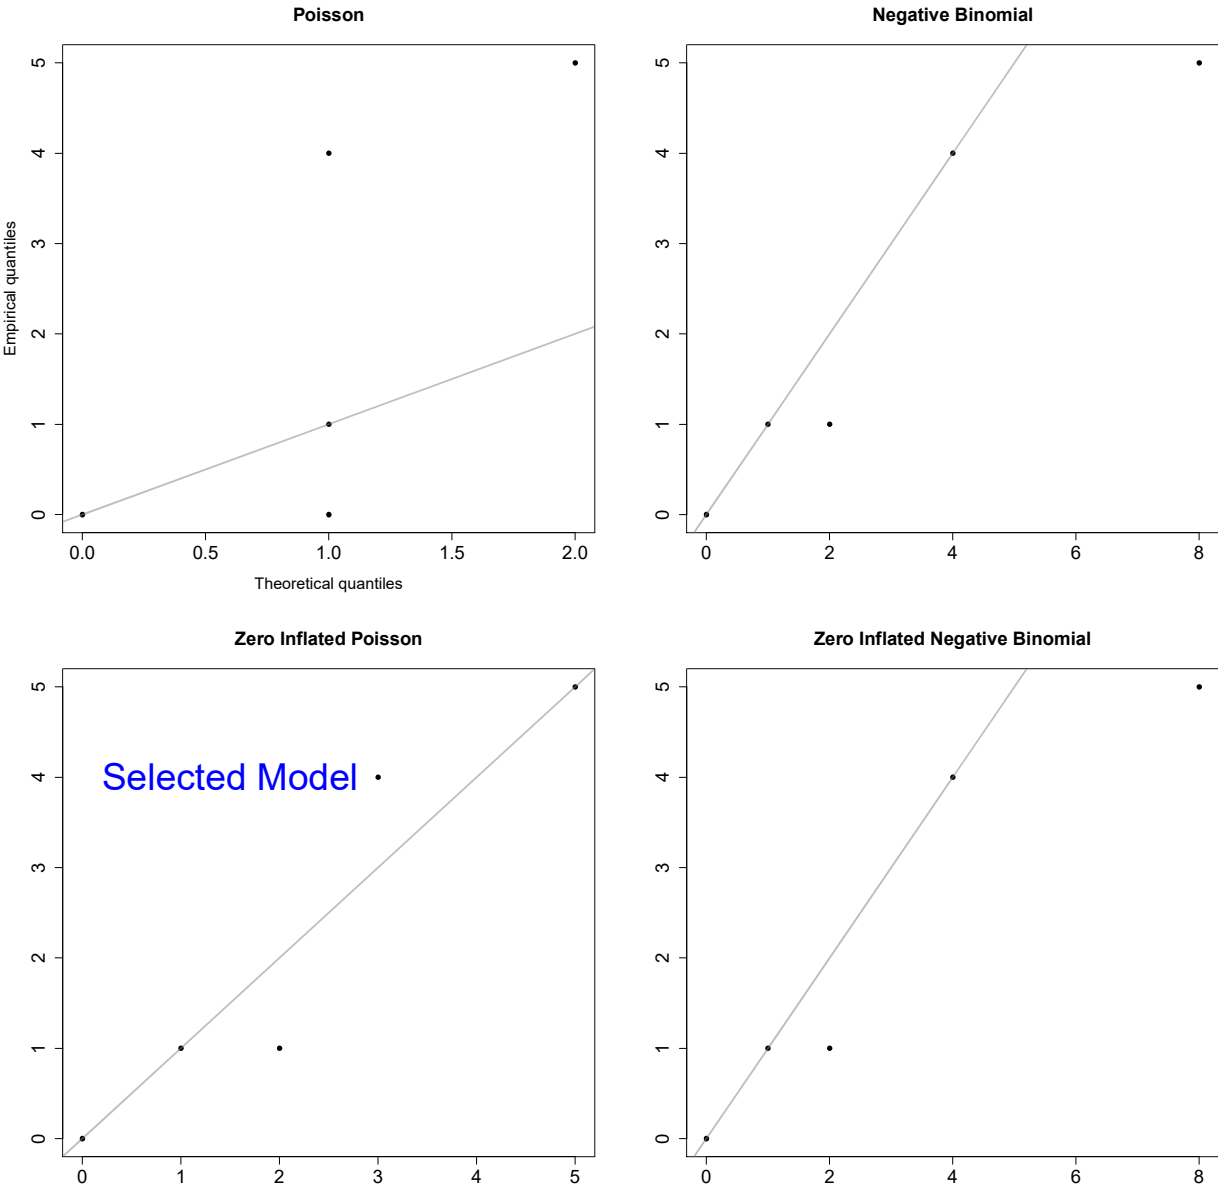 Poisson
Negative Binomial
Empirical quantiles
5
4
3
2
1
0
0.0 0.5 1.0 1.5 2.0
Theoretical quantiles
5
4
3
2
1
0
0 2 4 6 8
Zero Inflated Poisson
Zero Inflated Negative Binomial
5
4
3
2
1
0
Selected Model
0 1 2 3 4 5
5
4
3
2
1
0
0 2 4 6 8